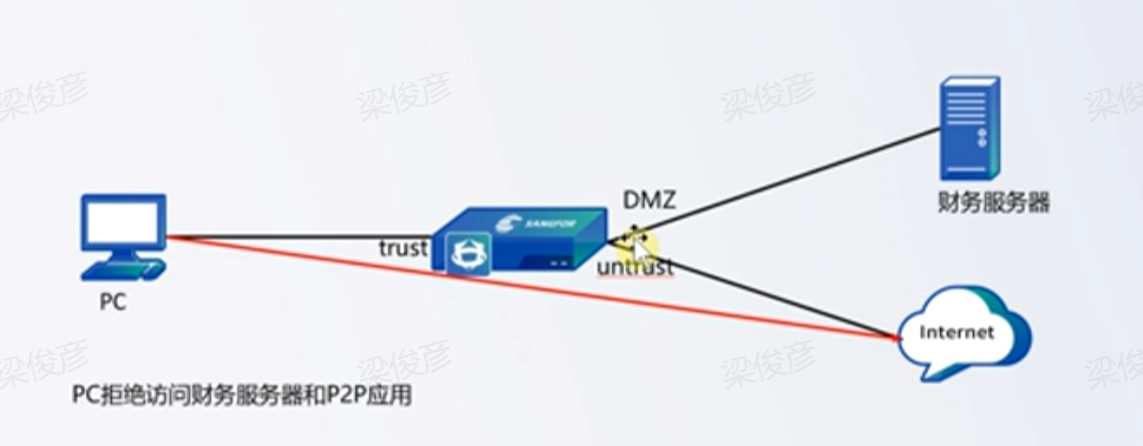 梁俊彦 梁俊彦 梁俊彦 梁俊彦
DMZ
财务服务器
SANGFOR
trust
untrust
PC
Internet
梁俊彦 梁俊彦 梁俊彦 梁俊彦
PC拒绝访问财务服务器和P2P应用